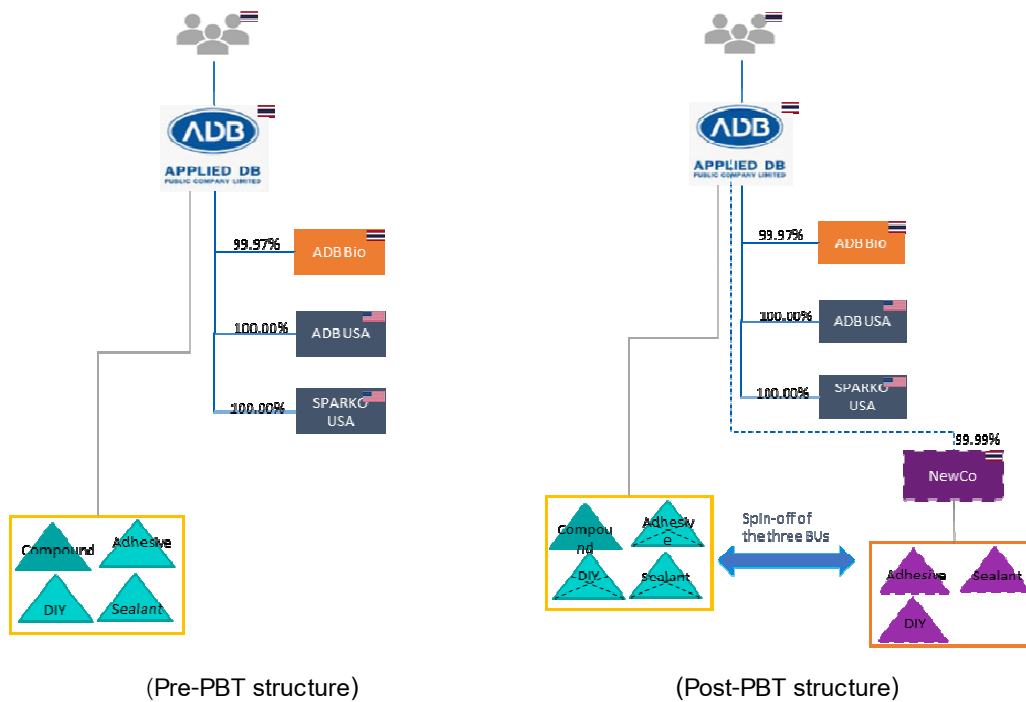 ADB
APPLIED DB
PUBLIC COMPANY LIMITED
99.97%
ADB Bio
100.00%
ADB USA
100.00%
SPARKO
USA
Compound
Adhesive
DIY
Sealant
(Pre-PBT structure)
ADB
APPLIED DB
PUBLIC COMPANY LIMITED
99.97%
ADB Bio
100.00%
ADB USA
100.00%
SPARKO
USA
99.99%
NewCo
Compou
nd
Adhesiv
e
DIY
Sealant
Spin-off of
the three BUs
Adhesive
Sealant
DIY
(Post-PBT structure)